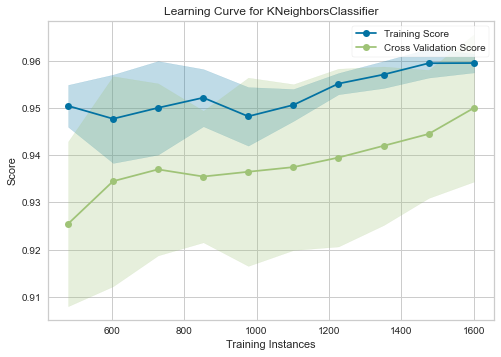 Learning Curve for KNeighborsClassifier
Training Score
Cross Validation Score
0.96
0.95
0.94
0.93
0.92
0.91
Score
600
800
1000
1200
1400
1600
Training Instances